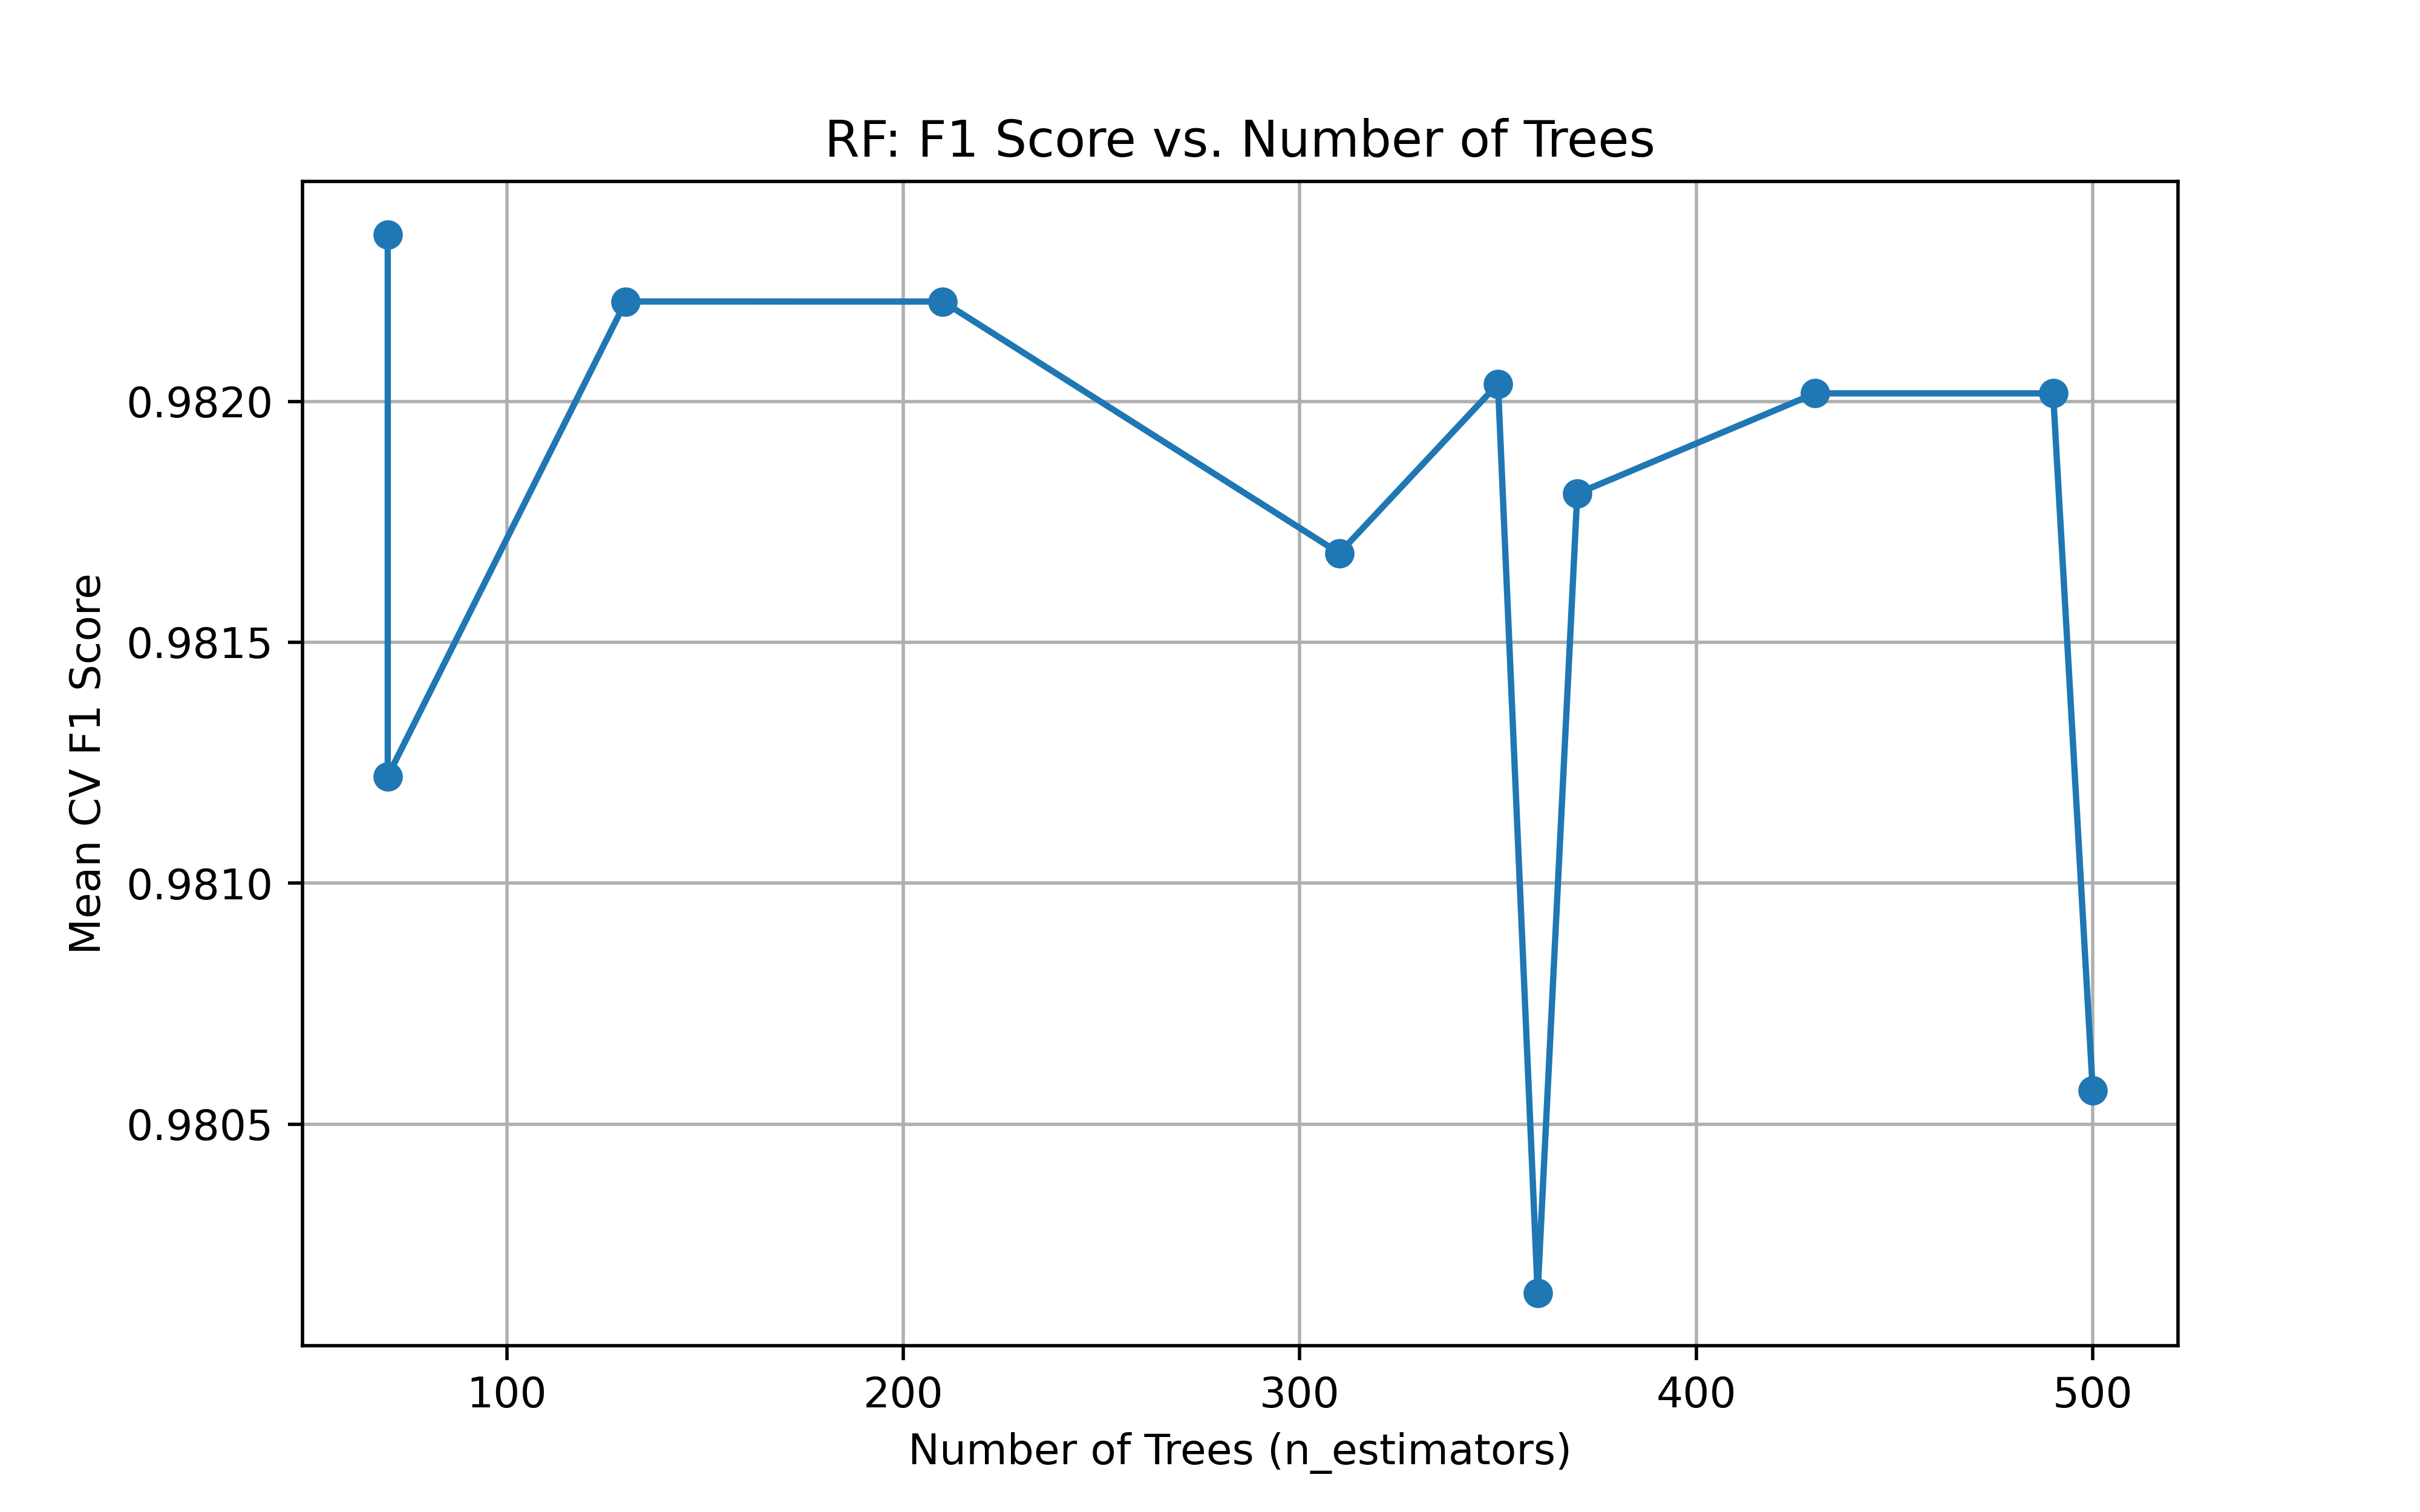 RF: F1 Score vs. Number of Trees
Mean CV F1 Score
0.9820
0.9815
0.9810
0.9805
100 200 300 400 500
Number of Trees (n_estimators)